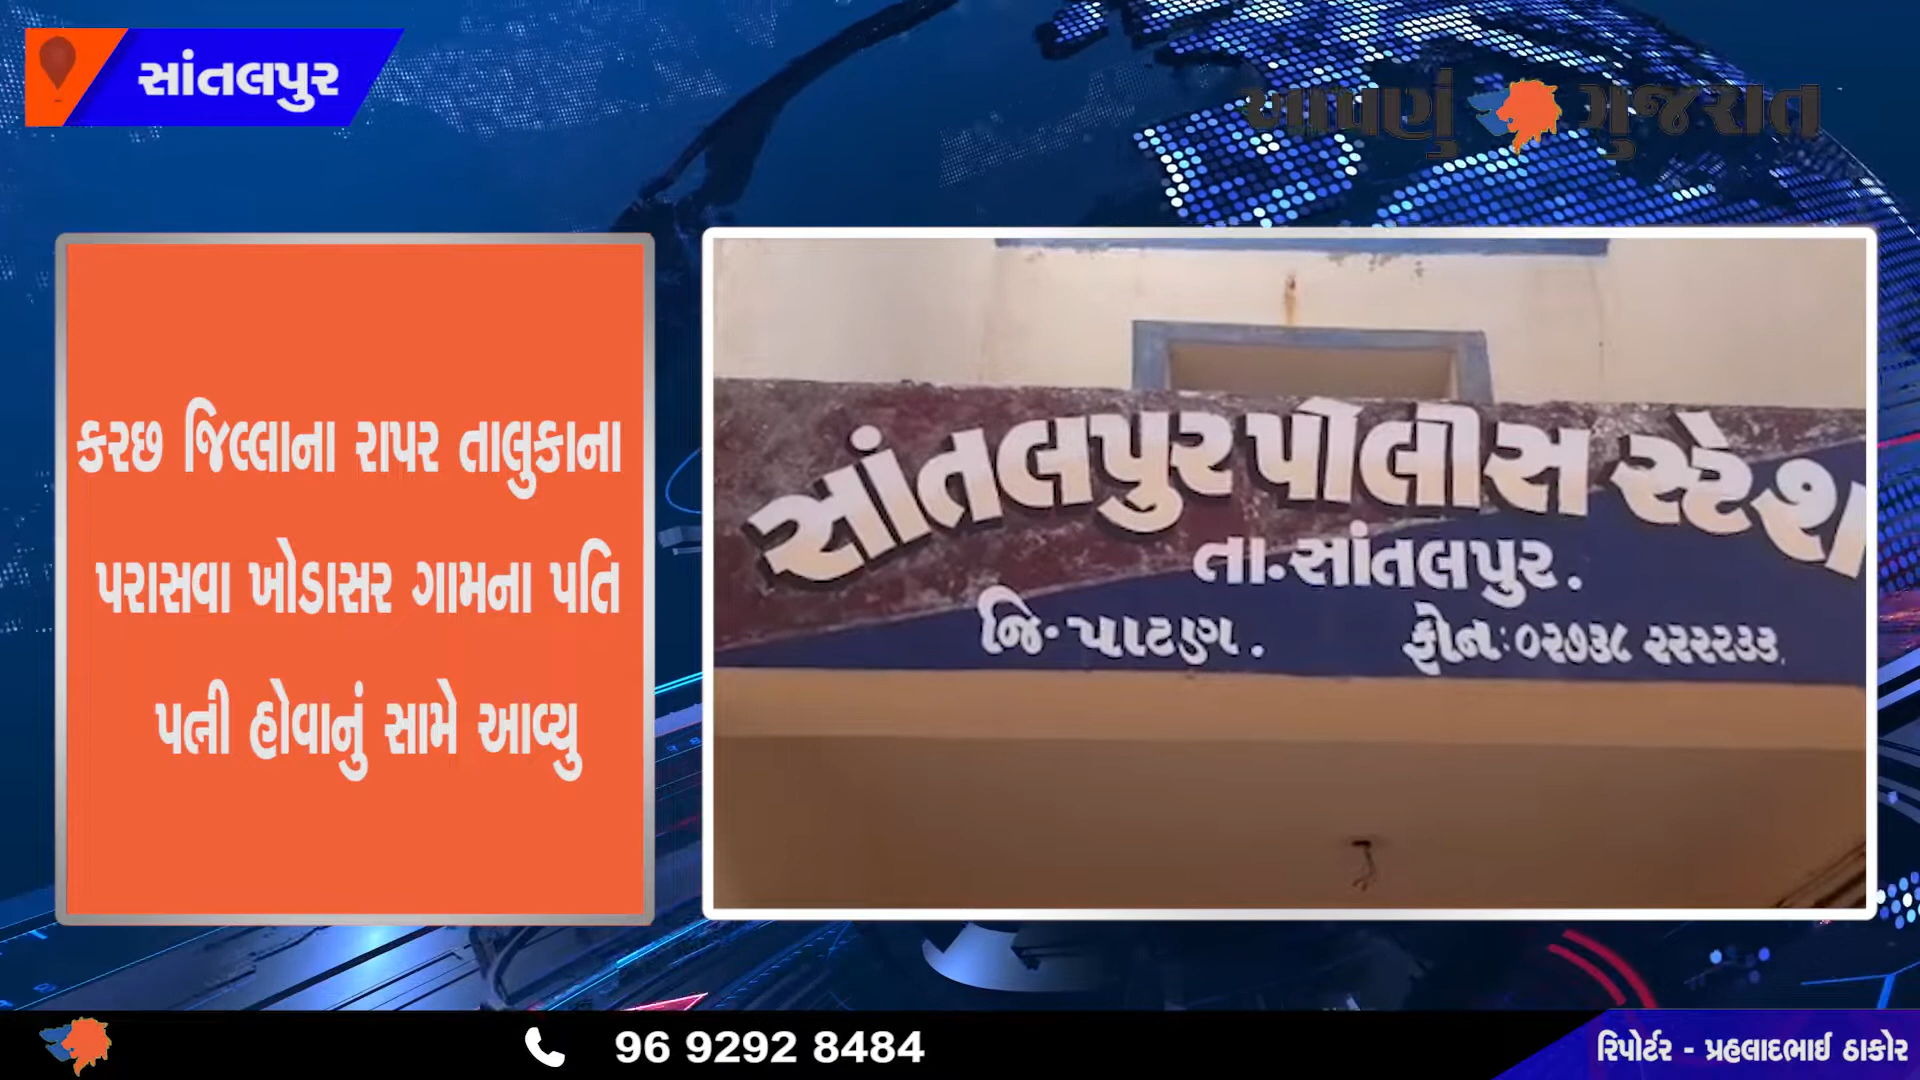 સાંતલપુર
આપણું ગુજરાત
કરછ જિલ્લાના રાપર તાલુકાના
પરાસવા ખોડાસર ગામના પતિ
પત્ની હોવાનું સામે આવ્યુ
સાંતલપુર પોલીસ સ્ટેશ
તા.સાંતલપુર.
જિ.પાટણ.
ફોન:૦૨૭૩૮ ૨૨૨૨૩૩.
96 9292 8484
રિપોર્ટર - પ્રહલાદભાઈ ઠાકોર